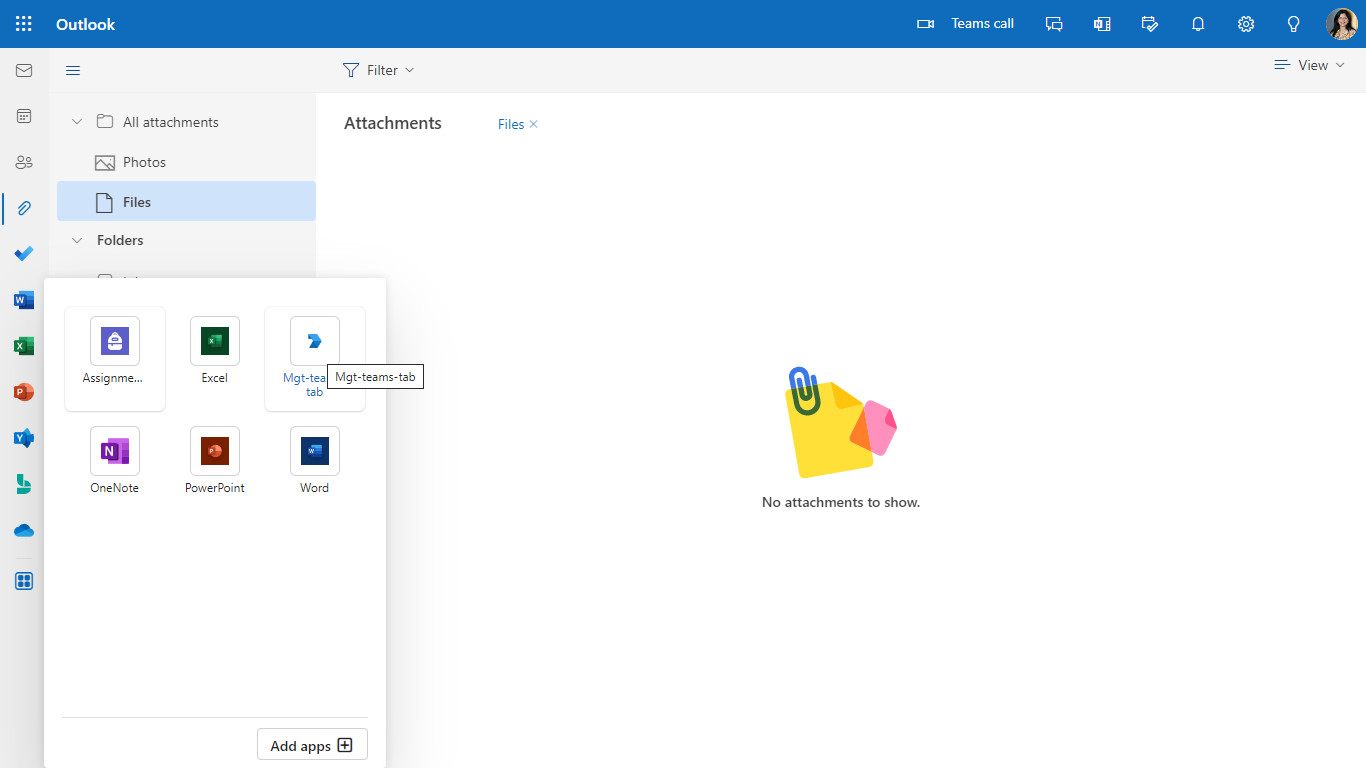 Outlook
Teams call
Filter
View
All attachments
Photos
Files
Folders
Attachments
Files
Assignme...
Excel
Mgt-tea
tab
Mgt-teams-tab
OneNote
PowerPoint
Word
No attachments to show.
Add apps